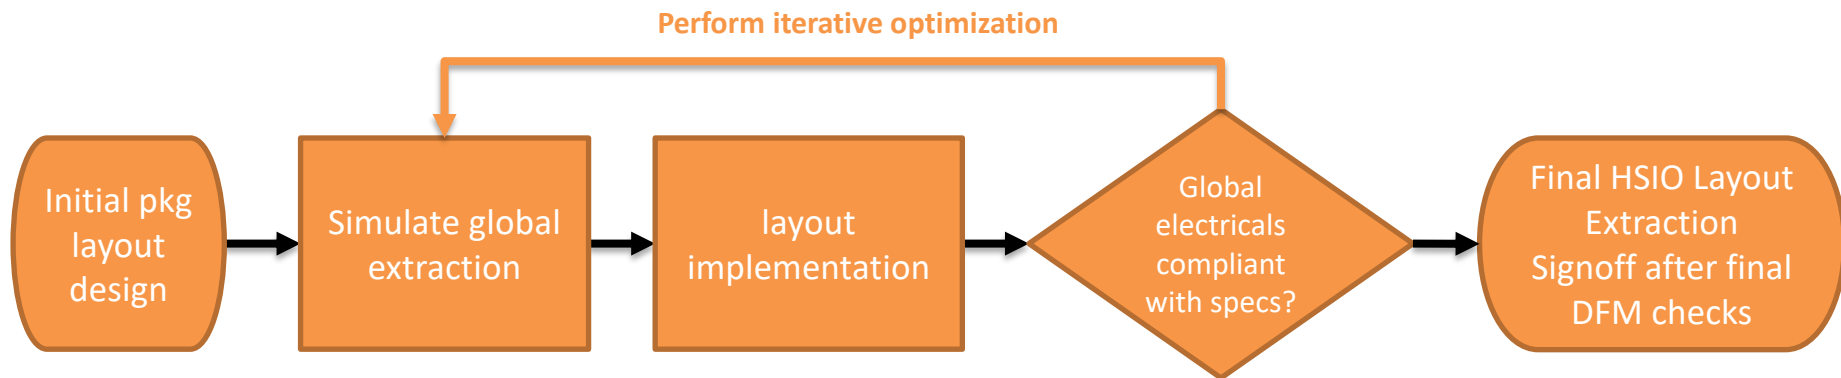 Perform iterative optimization
Initial pkg
layout
design
Simulate global
extraction
layout
implementation
Global
electricals
compliant
with specs?
Final HSIO Layout
Extraction
Signoff after final
DFM checks